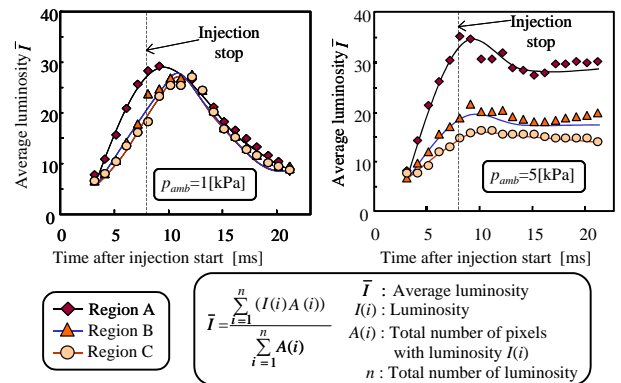 Average luminosity I̅
40
30
20
10
0
0 5 10 15 20
Injection
stop
p_amb=1[kPa]
Time after injection start [ms]
Average luminosity I̅
40
30
20
10
0
0 5 10 15 20
Injection
stop
p_amb=5[kPa]
Time after injection start [ms]
Region A
Region B
Region C
I̅ = \frac{\sum_{i=1}^{n} (I(i)A(i))}{\sum_{i=1}^{n} A(i)}
I̅ : Average luminosity
I(i) : Luminosity
A(i) : Total number of pixels
with luminosity I(i)
n : Total number of luminosity